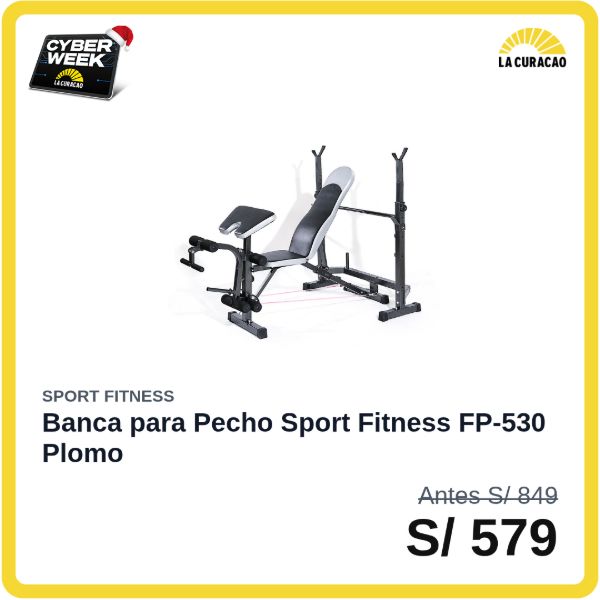 CYBER
WEEK
LA CURACAO
LA CURACAO
SPORT FITNESS
Banca para Pecho Sport Fitness FP-530
Plomo
Antes S/ 849
S/ 579